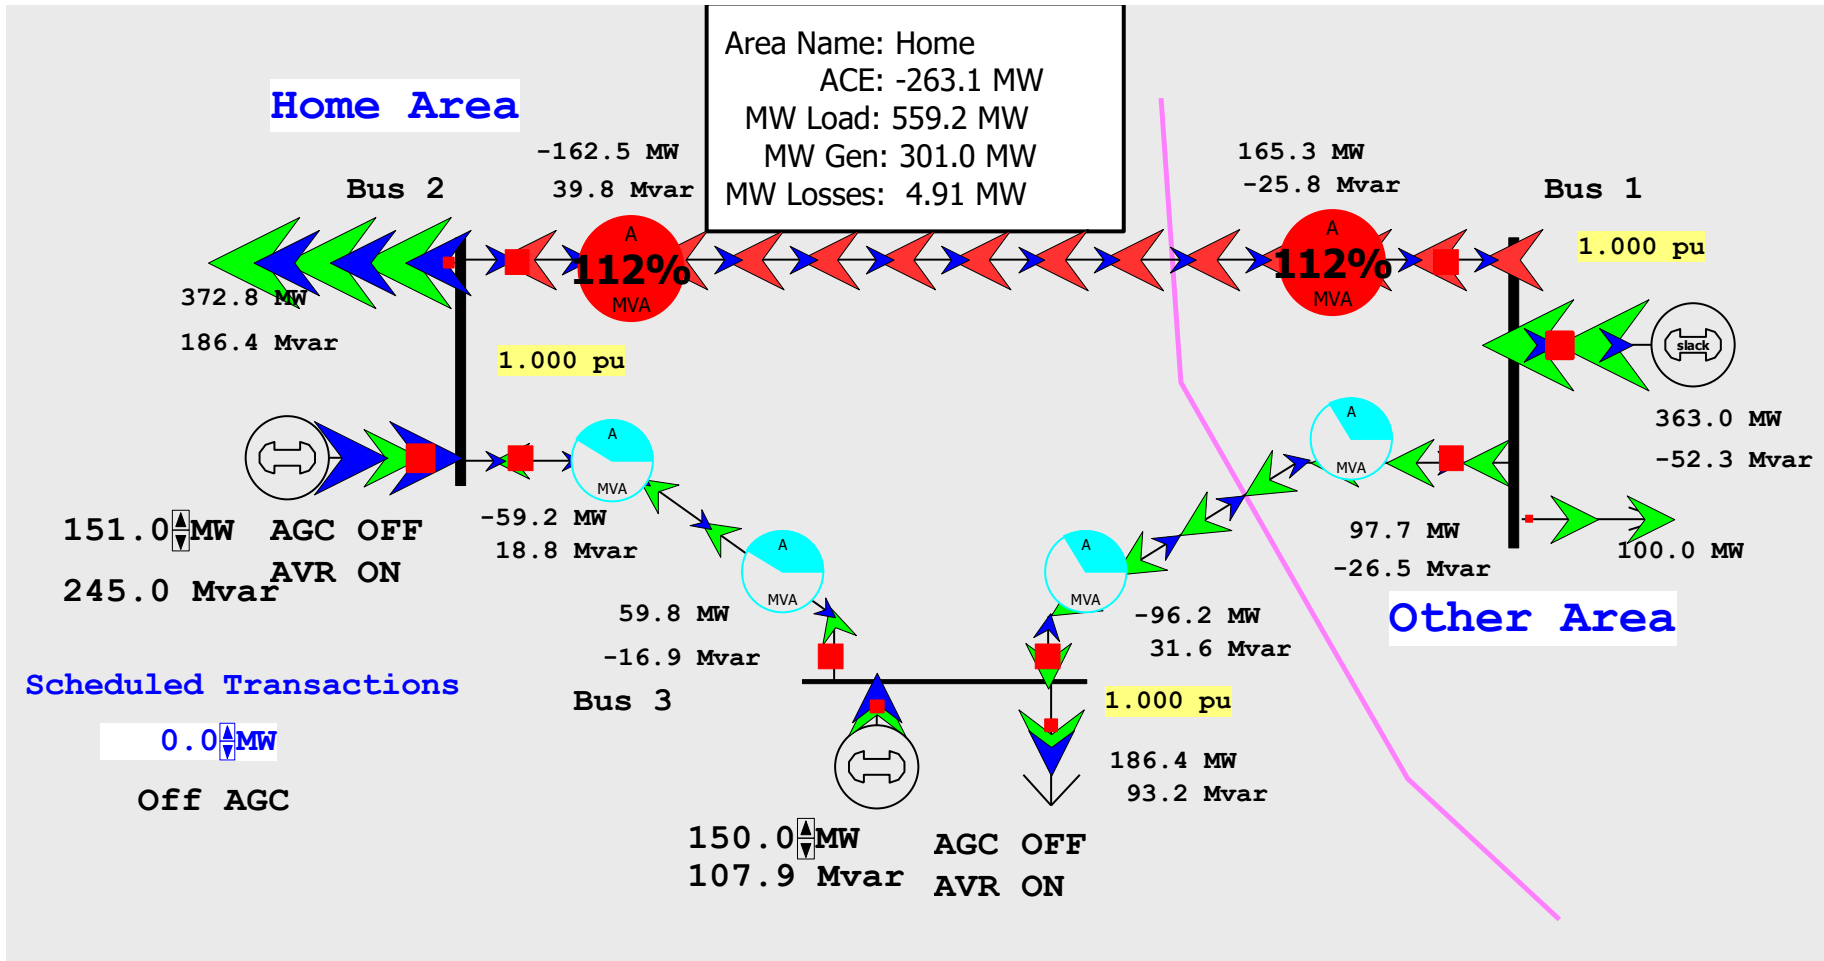 Area Name: Home
ACE: -263.1 MW
MW Load: 559.2 MW
MW Gen: 301.0 MW
MW Losses: 4.91 MW
Home Area
-162.5 MW
39.8 Mvar
165.3 MW
-25.8 Mvar
Bus 2
Bus 1
A
112%
MVA
A
112%
MVA
1.000 pu
372.8 MW
186.4 Mvar
1.000 pu
slack
363.0 MW
-52.3 Mvar
A
MVA
A
MVA
151.0 MW AGC OFF
AVR ON
245.0 Mvar
-59.2 MW
18.8 Mvar
97.7 MW
-26.5 Mvar
100.0 MW
A
MVA
A
MVA
59.8 MW
-16.9 Mvar
-96.2 MW
31.6 Mvar
Other Area
Scheduled Transactions
0.0 MW
Off AGC
Bus 3
1.000 pu
186.4 MW
93.2 Mvar
150.0 MW AGC OFF
107.9 Mvar AVR ON